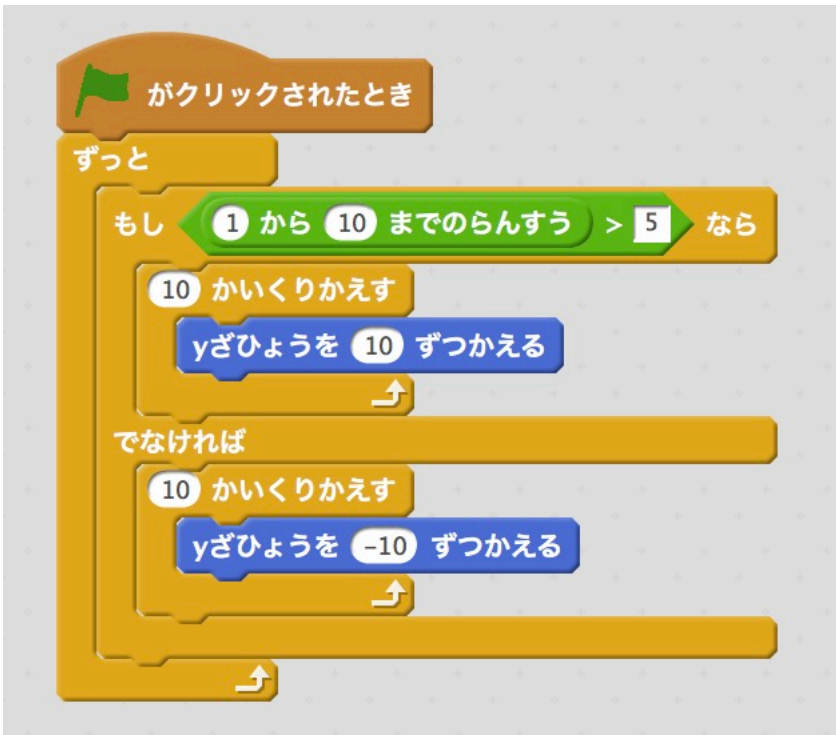 がクリックされたとき
ずっと
もし 1 から 10 までのらんすう > 5 なら
10 かいくりかえす
yざひょうを 10 ずつかえる
でなければ
10 かいくりかえす
yざひょうを -10 ずつかえる